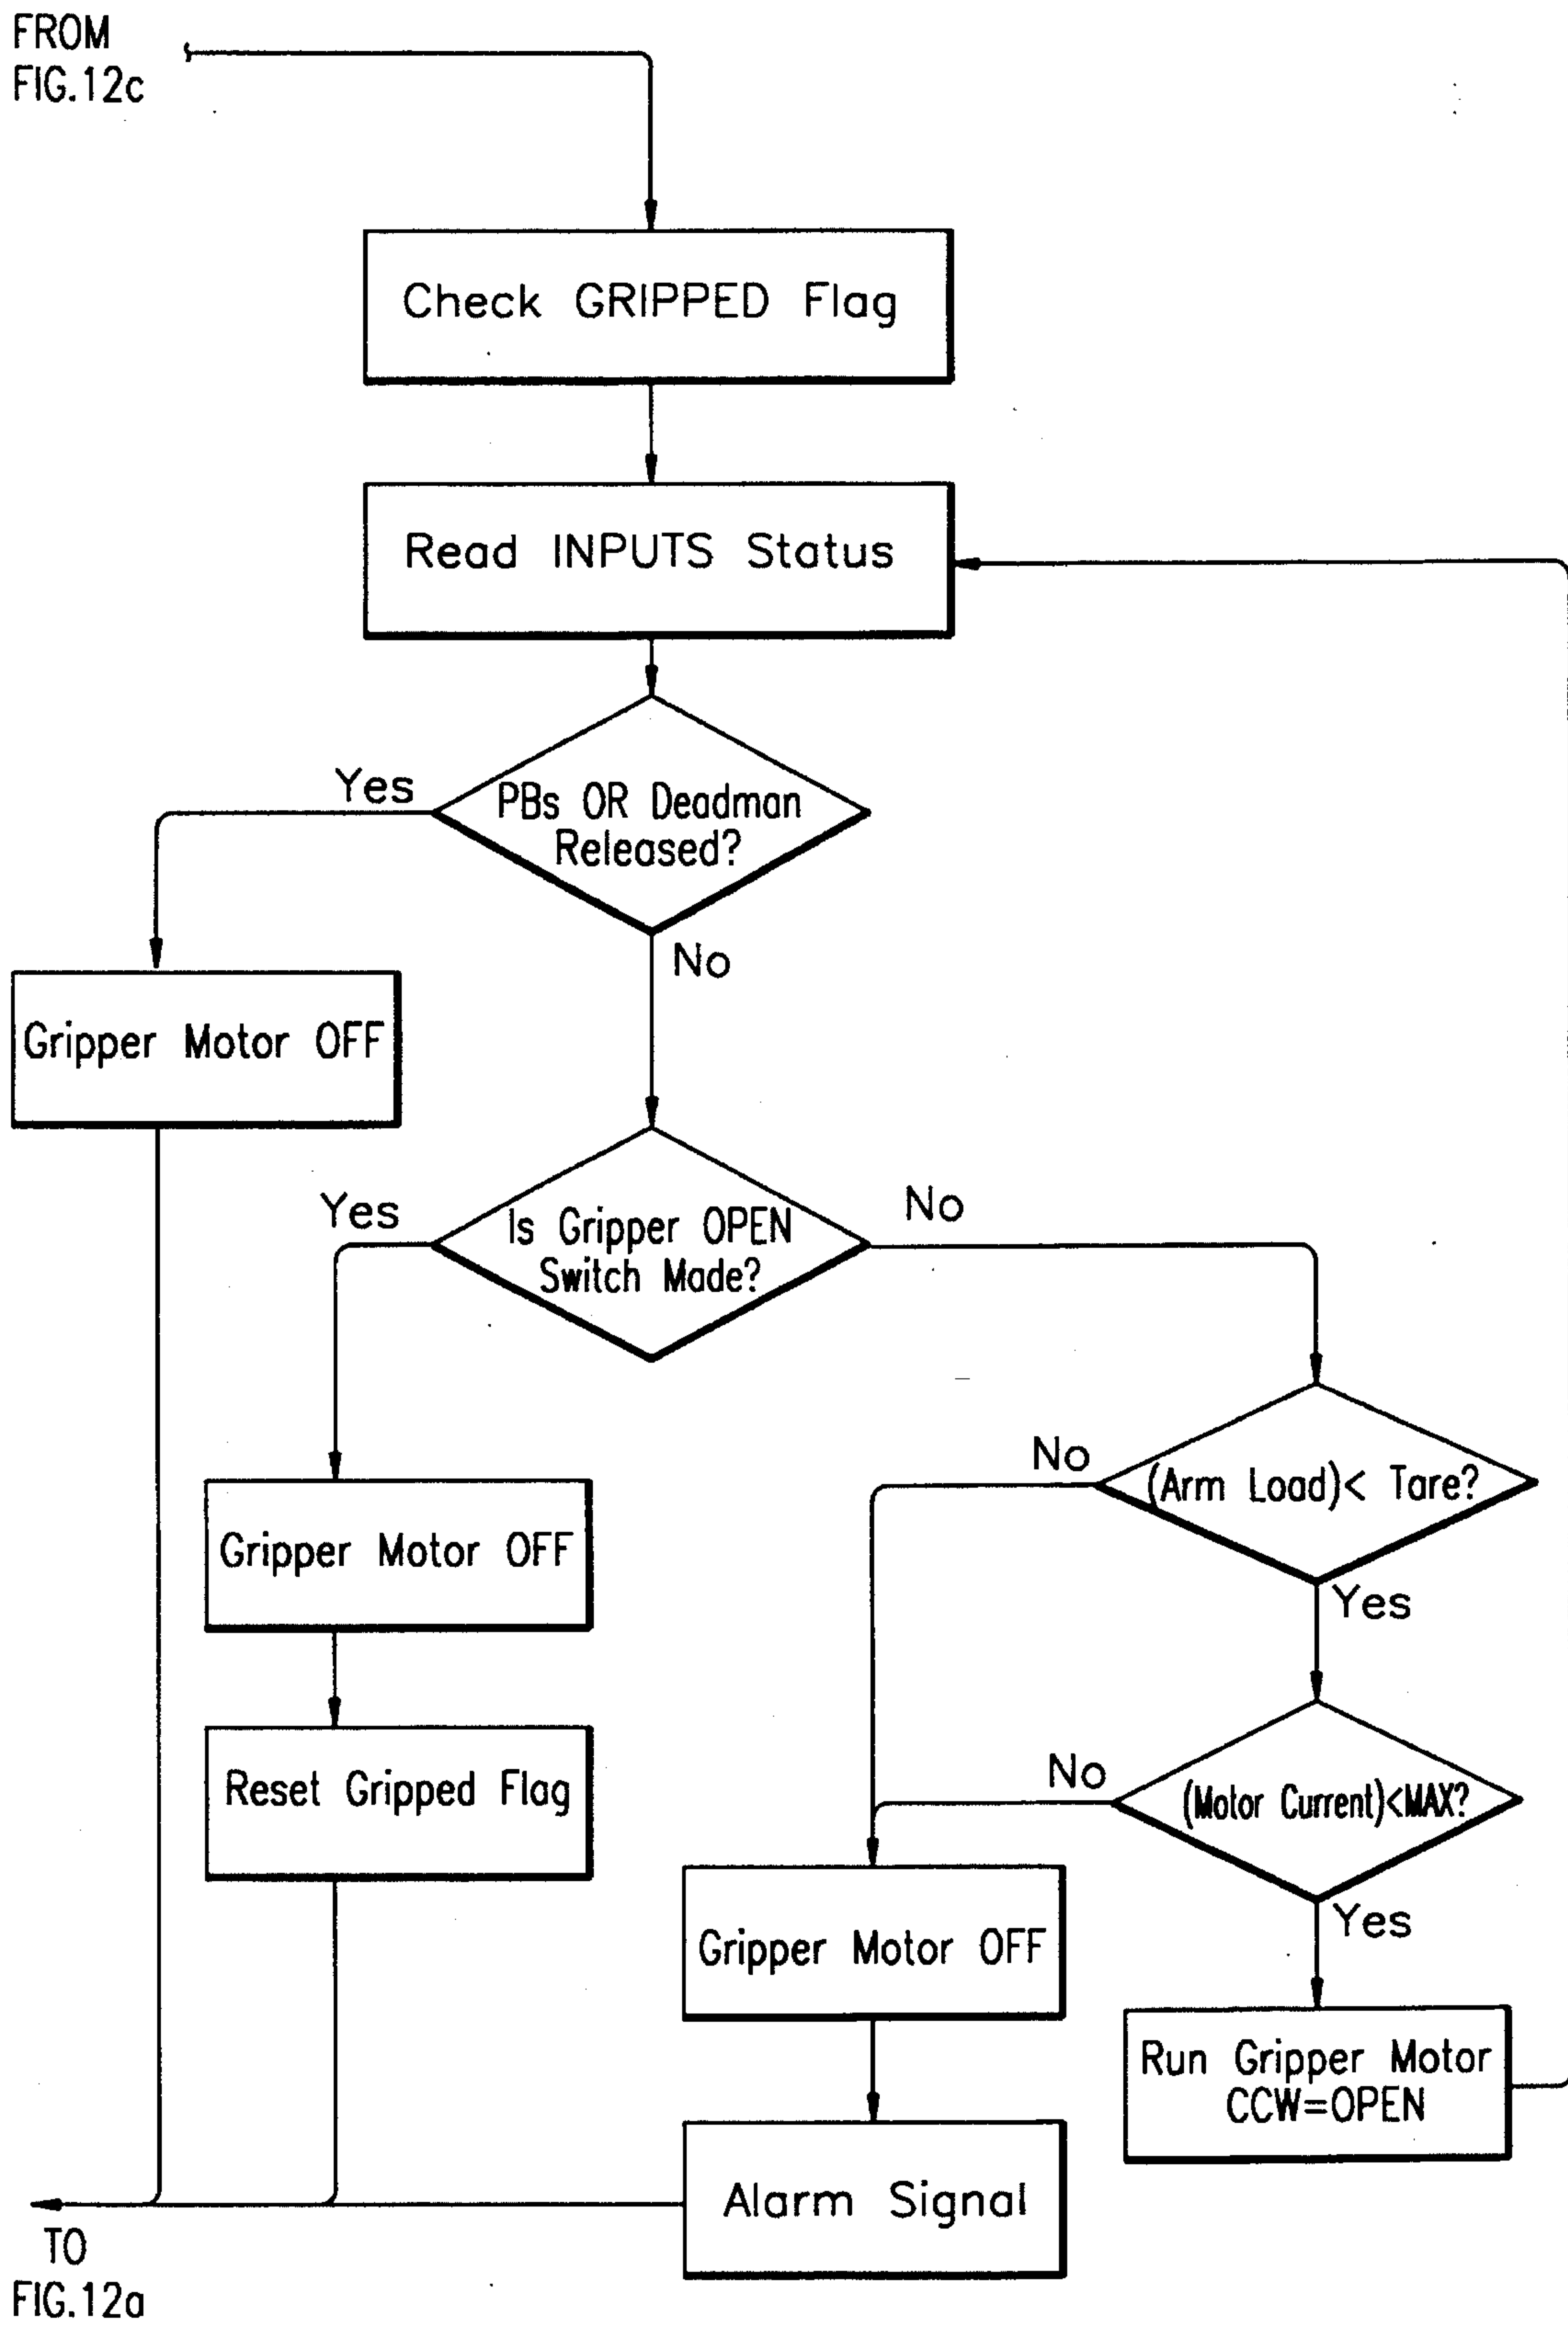 FROM
FIG.12c
Check GRIPPED Flag
Read INPUTS Status
Yes
PBs OR Deadman
Released?
No
Gripper Motor OFF
Yes
Is Gripper OPEN
Switch Made?
No
No
(Arm Load)< Tare?
Yes
Gripper Motor OFF
Reset Gripped Flag
No
(Motor Current)<MAX?
Yes
Gripper Motor OFF
Run Gripper Motor
CCW=OPEN
Alarm Signal
TO
FIG.12a